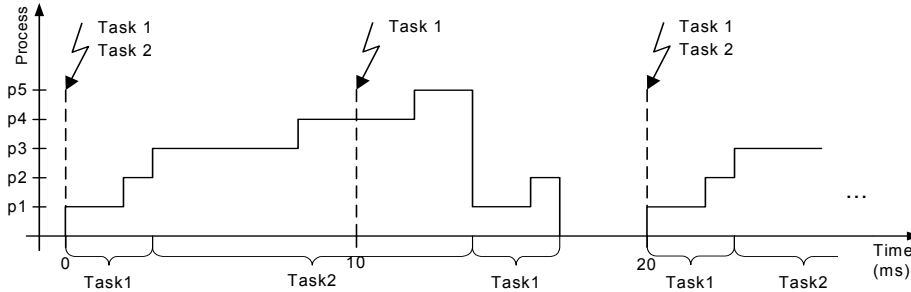 Process
Task 1
Task 2
Task 1
Task 1
Task 2
p5
p4
p3
p2
p1
...
0
10
20
Time
(ms)
Task1
Task2
Task1
Task1
Task2